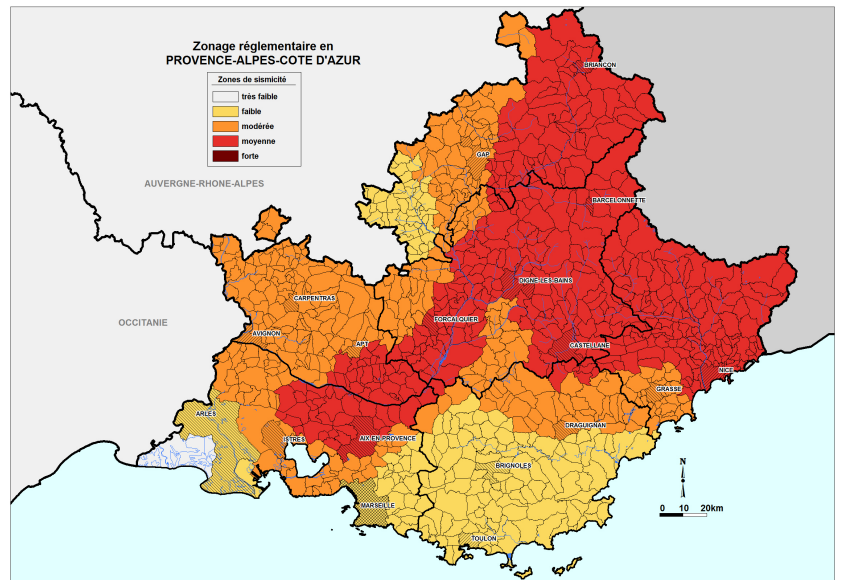 Zonage réglementaire en
PROVENCE-ALPES-COTE D'AZUR
Zones de sismicité
très faible
faible
modérée
moyenne
forte
BRIANÇON
GAP
AUVERGNE-RHONE-ALPES
BARCELONNETTE
DIGNE-LES-BAINS
CARPENTRAS
FORCALQUIER
OCCITANIE
AVIGNON
APT
CASTELLANE
NICE
GRASSE
ARLES
DRAGUIGNAN
ISTRES
AIX-EN-PROVENCE
BRIGNOLES
N
MARSEILLE
0 10 20km
TOULON